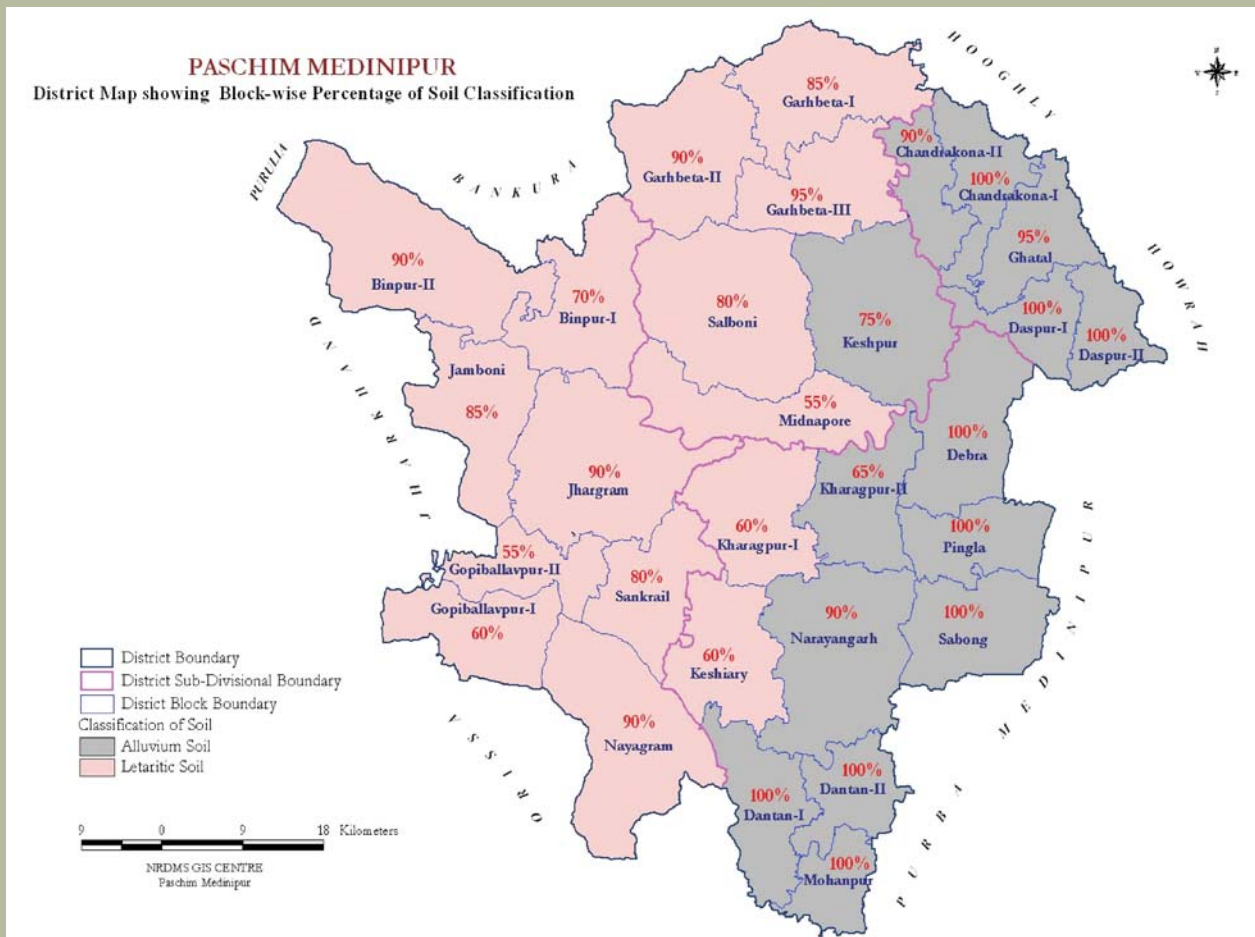 PASCHIM MEDINIPUR
District Map showing Block-wise Percentage of Soil Classification
HOOGHLY
N
BANKURA
PURULIA
HOWRAH
JHARKHAND
ORISSA
PURBA MEDINIPUR
85%
Garhbeta-I
90%
Garhbeta-II
95%
Garhbeta-III
90%
Chandrakona-II
100%
Chandrakona-I
95%
Ghatal
100%
Daspur-I
100%
Daspur-II
90%
Binpur-II
70%
Binpur-I
80%
Salboni
75%
Keshpur
Jamboni
85%
55%
Midnapore
90%
Jhargram
65%
Kharagpur-II
100%
Debra
60%
Kharagpur-I
100%
Pingla
55%
Gopiballavpur-II
80%
Sankrail
Gopiballavpur-I
60%
60%
Keshiary
90%
Narayangarh
100%
Sabong
90%
Nayagram
100%
Dantan-I
100%
Dantan-II
100%
Mohanpur
District Boundary
District Sub-Divisional Boundary
Disrict Block Boundary
Classification of Soil
Alluvium Soil
Letaritic Soil
9 0 9 18 Kilometers
NRDMS GIS CENTRE
Paschim Medinipur